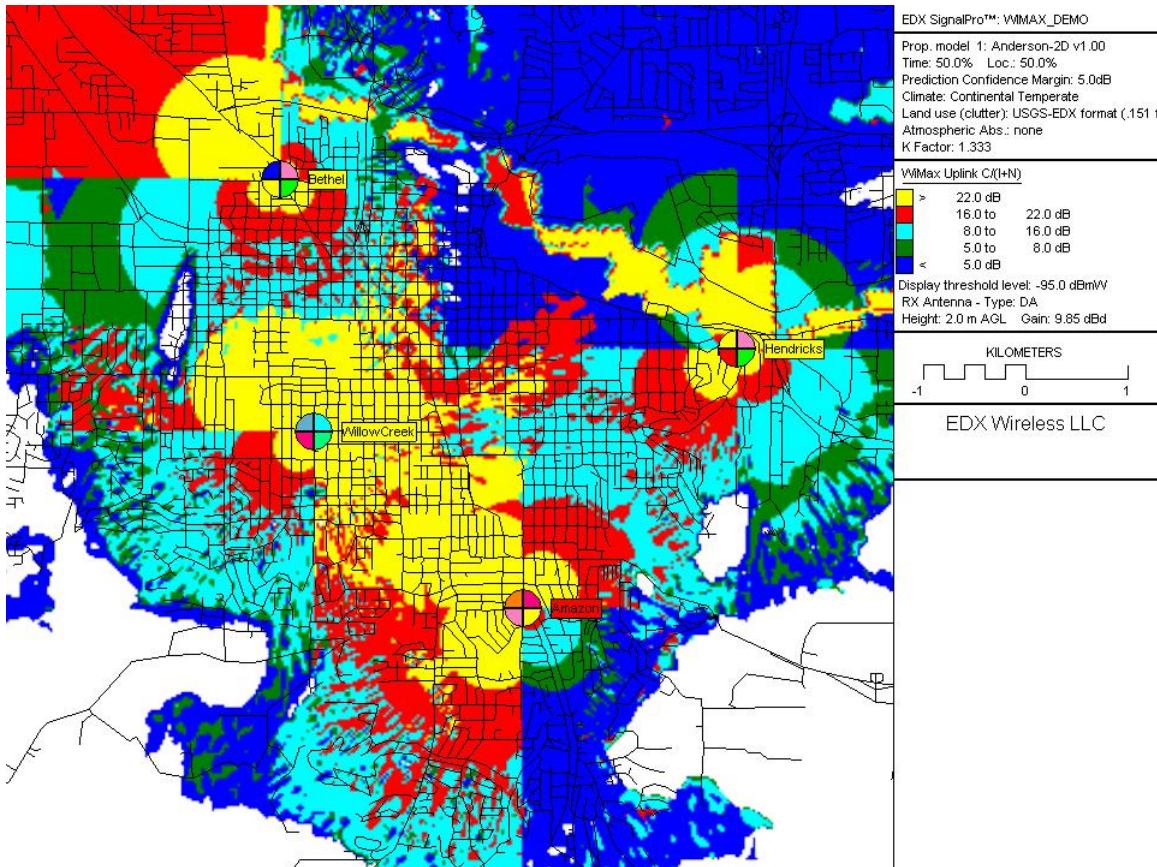 Bethel
Hendricks
WillowCreek
Amazon
EDX SignalPro™: WIMAX_DEMO
Prop. model 1: Anderson-2D v1.00
Time: 50.0% Loc.: 50.0%
Prediction Confidence Margin: 5.0dB
Climate: Continental Temperate
Land use (clutter): USGS-EDX format (.151 f
Atmospheric Abs.: none
K Factor: 1.333
WiMax Uplink C/(I+N)
> 22.0 dB
16.0 to 22.0 dB
8.0 to 16.0 dB
5.0 to 8.0 dB
< 5.0 dB
Display threshold level: -95.0 dBmW
RX Antenna - Type: DA
Height: 2.0 m AGL Gain: 9.85 dBd
KILOMETERS
-1 0 1
EDX Wireless LLC